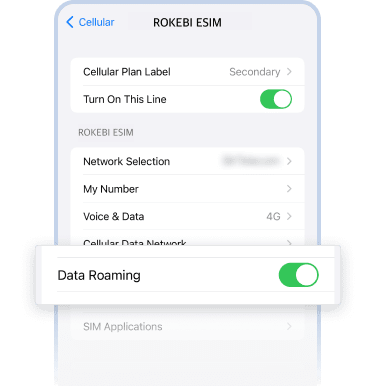 Cellular
ROKEBI ESIM
Cellular Plan Label Secondary
Turn On This Line
ROKEBI ESIM
Network Selection
My Number
Voice & Data 4G
Cellular Data Network
Data Roaming
SIM Applications